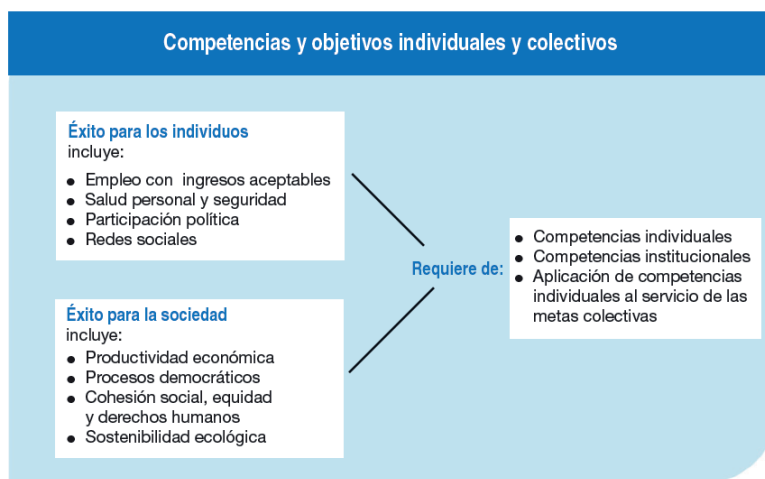 Competencias y objetivos individuales y colectivos
Éxito para los individuos
incluye:
• Empleo con ingresos aceptables
• Salud personal y seguridad
• Participación política
• Redes sociales
Éxito para la sociedad
incluye:
• Productividad económica
• Procesos democráticos
• Cohesión social, equidad
y derechos humanos
• Sostenibilidad ecológica
Requiere de:
• Competencias individuales
• Competencias institucionales
• Aplicación de competencias
individuales al servicio de las
metas colectivas